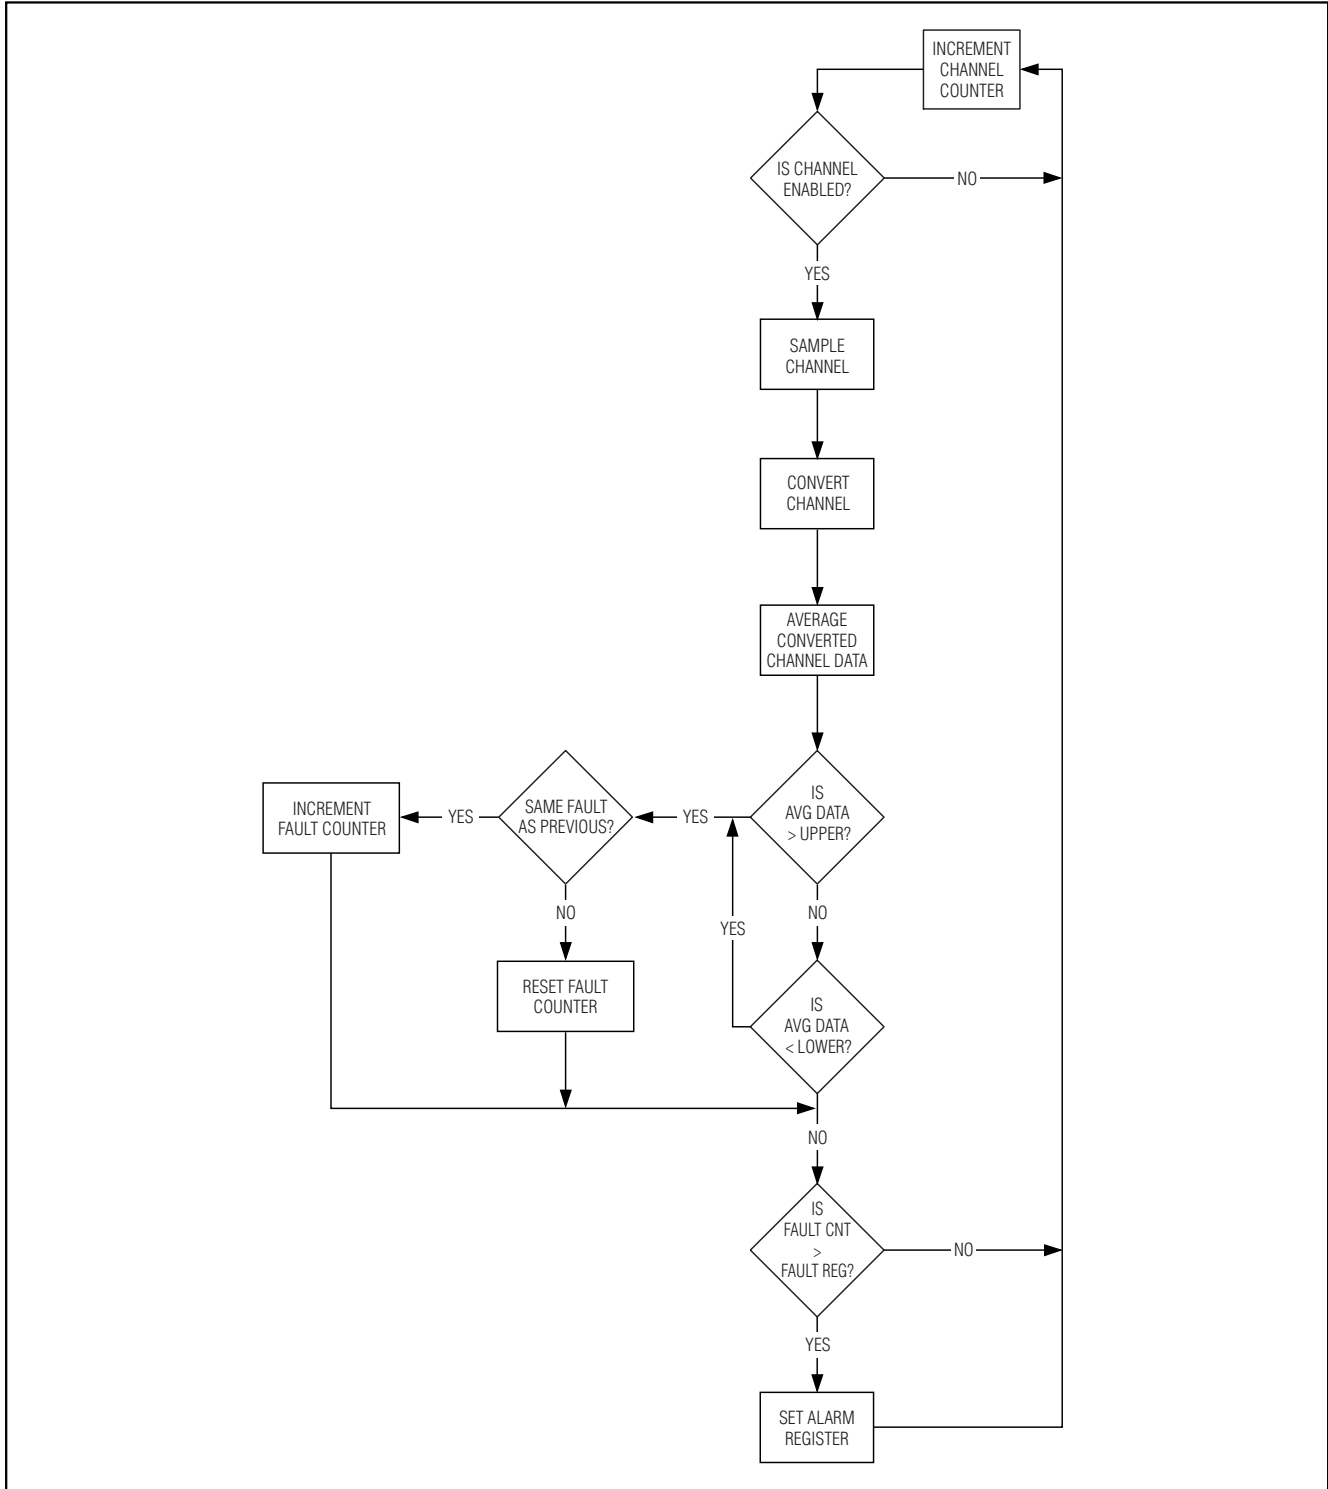 INCREMENT
CHANNEL
COUNTER
IS CHANNEL
ENABLED?
NO
YES
SAMPLE
CHANNEL
CONVERT
CHANNEL
AVERAGE
CONVERTED
CHANNEL DATA
IS
AVG DATA
> UPPER?
YES
SAME FAULT
AS PREVIOUS?
YES
INCREMENT
FAULT COUNTER
NO
RESET FAULT
COUNTER
NO
YES
IS
AVG DATA
< LOWER?
NO
IS
FAULT CNT
>
FAULT REG?
NO
YES
SET ALARM
REGISTER